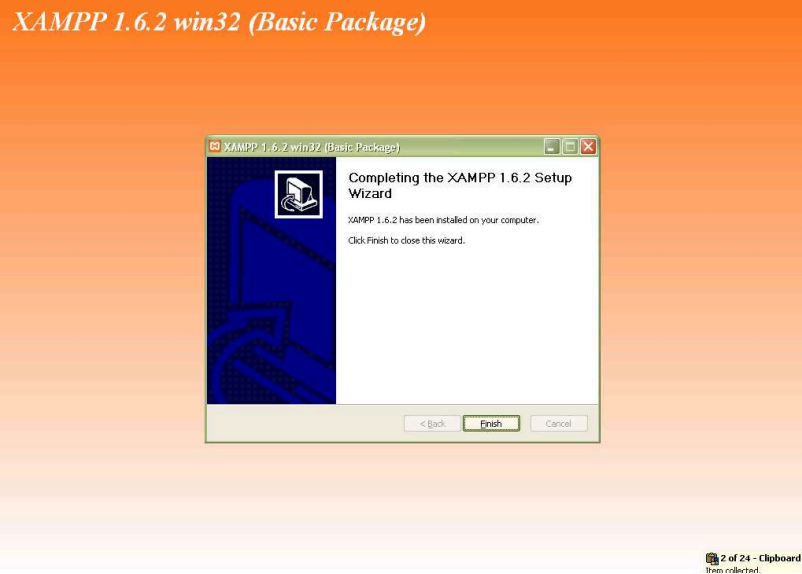 XAMPP 1.6.2 win32 (Basic Package)
XAMPP 1.6.2 win32 (Basic Package)
Completing the XAMPP 1.6.2 Setup
Wizard
XAMPP 1.6.2 has been installed on your computer.
Click Finish to close this wizard.
< Back
Finish
Cancel
2 of 24 - Clipboard
Item collected.